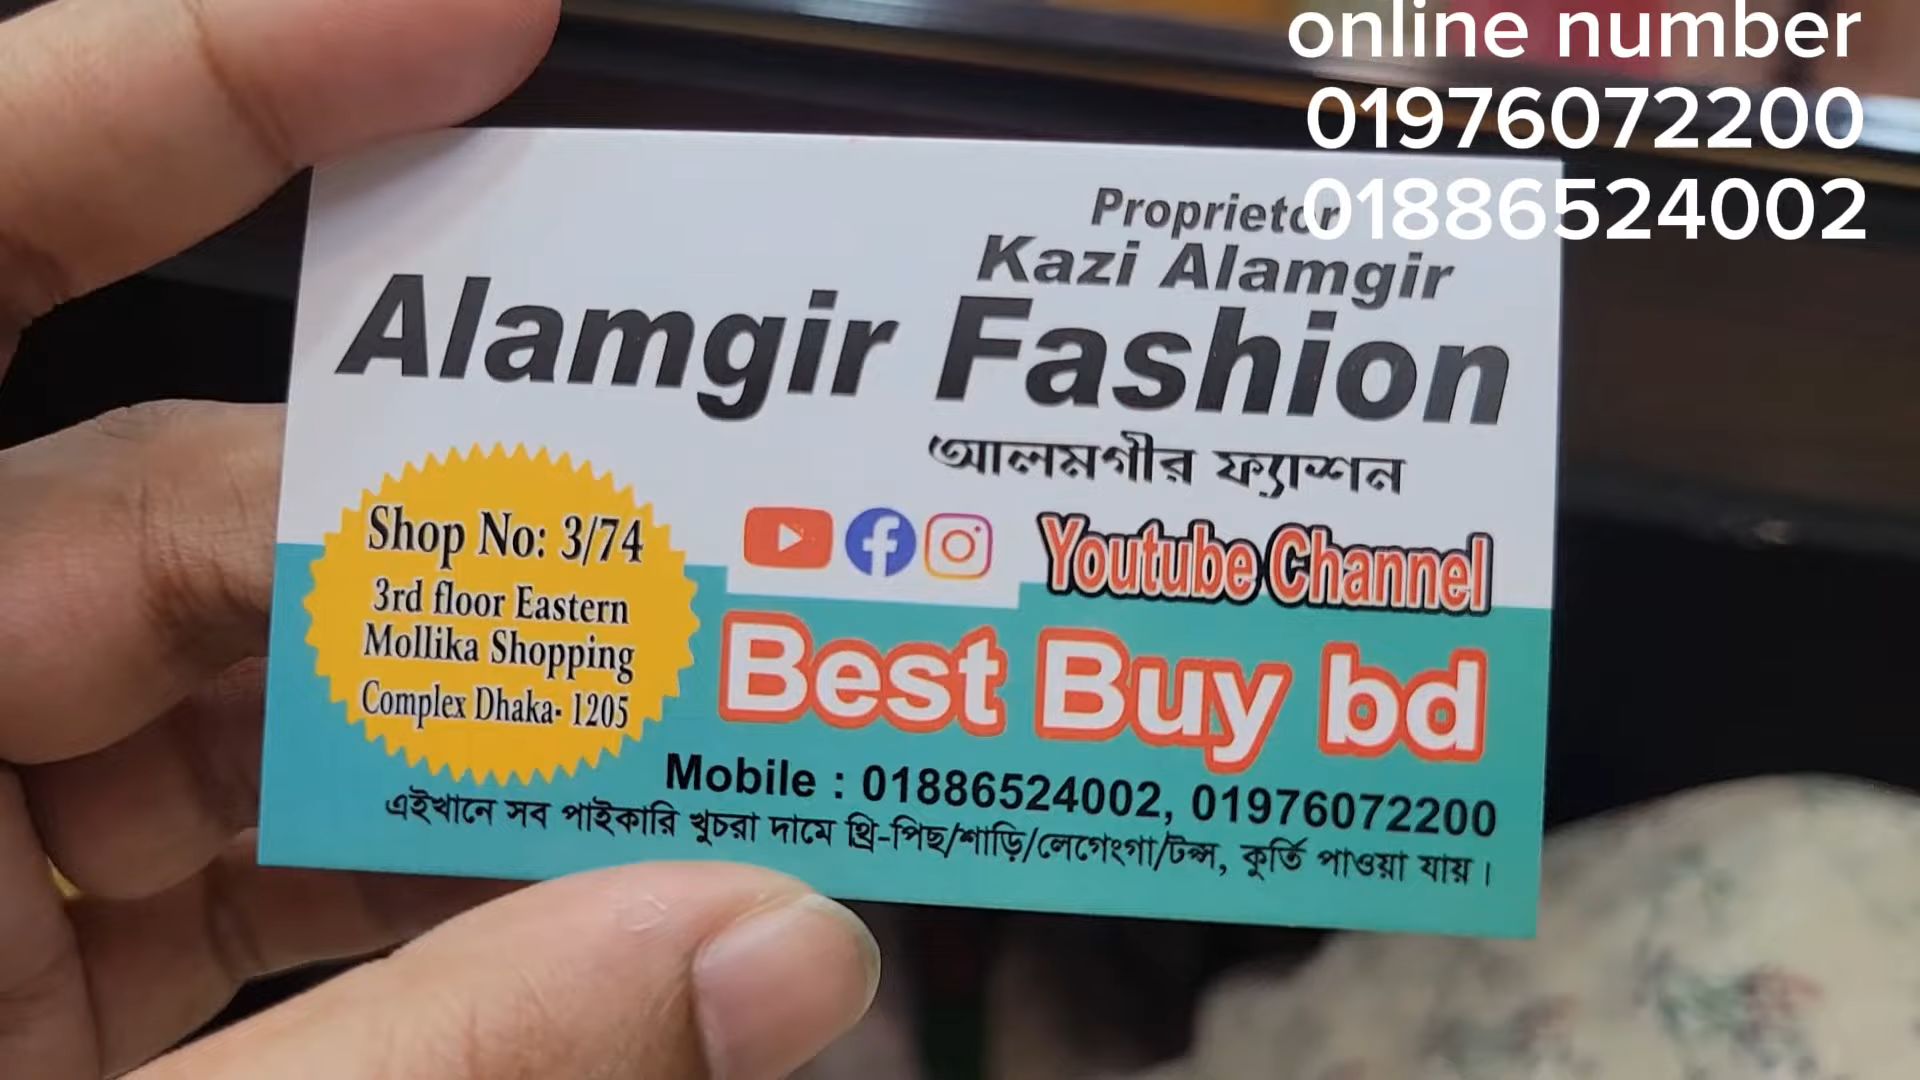 online number
01976072200
01886524002
Proprietor
Kazi Alamgir
Alamgir Fashion
আলমগীর ফ্যাশন
Shop No: 3/74
3rd floor Eastern
Mollika Shopping
Complex Dhaka- 1205
Youtube Channel
Best Buy bd
Mobile : 01886524002, 01976072200
এইখানে সব পাইকারি খুচরা দামে থ্রি-পিছ/শাড়ি/লেগেংগা/টপ্স, কুর্তি পাওয়া যায়।